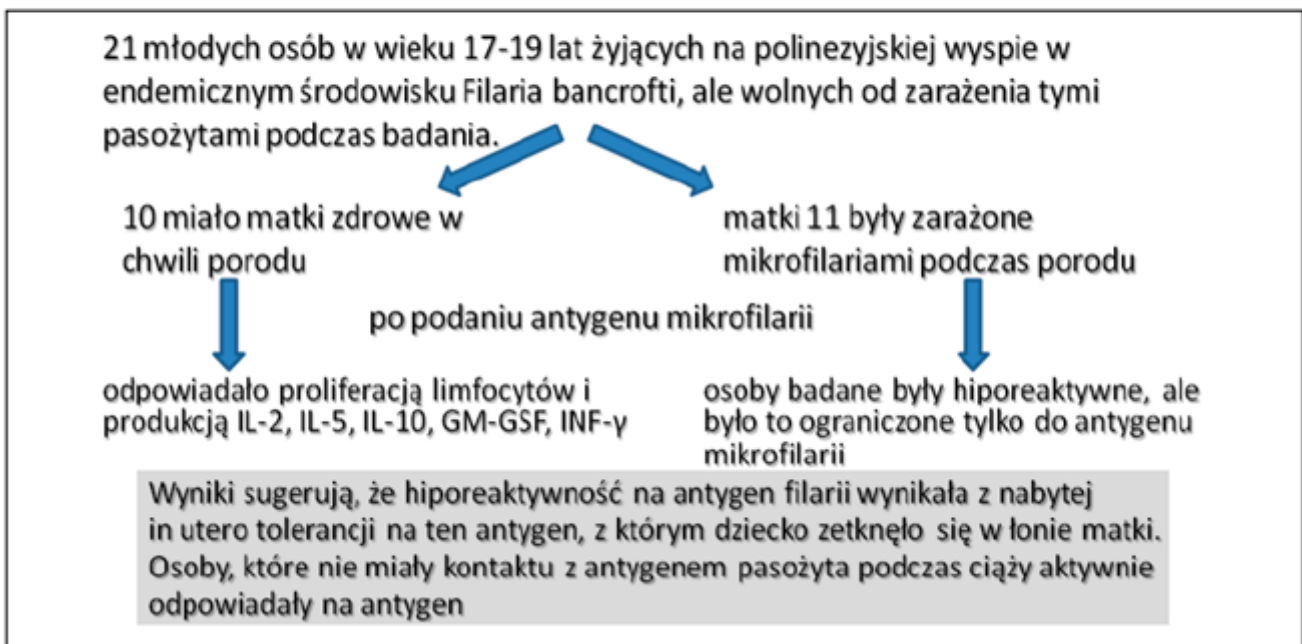 21 młodych osób w wieku 17-19 lat żyjących na polinezyjskiej wyspie w
endemicznym środowisku Filaria bancrofti, ale wolnych od zarażenia tymi
pasożytami podczas badania.
10 miało matki zdrowe w
chwili porodu
matki 11 były zarażone
mikrofilariami podczas porodu
po podaniu antygenu mikrofilarii
odpowiadało proliferacją limfocytów i
produkcją IL-2, IL-5, IL-10, GM-GSF, INF-γ
osoby badane były hiporeaktywne, ale
było to ograniczone tylko do antygenu
mikrofilarii
Wyniki sugerują, że hiporeaktywność na antygen filarii wynikała z nabytej
in utero tolerancji na ten antygen, z którym dziecko zetknęło się w łonie matki.
Osoby, które nie miały kontaktu z antygenem pasożyta podczas ciąży aktywnie
odpowiadały na antygen